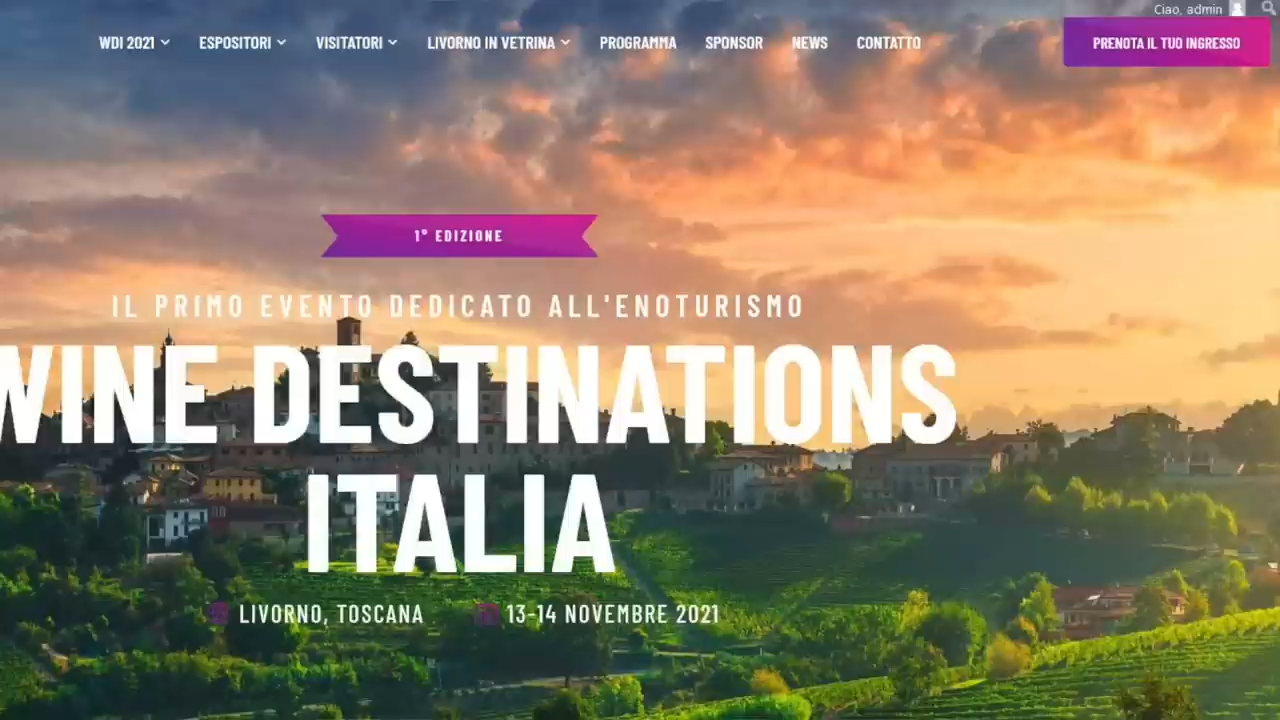 Ciao, admin
WDI 2021 ESPOSITORI VISITATORI LIVORNO IN VETRINA PROGRAMMA SPONSOR NEWS CONTATTO PRENOTA IL TUO INGRESSO
1° EDIZIONE
IL PRIMO EVENTO DEDICATO ALL'ENOTURISMO
WINE DESTINATIONS
ITALIA
LIVORNO, TOSCANA 13-14 NOVEMBRE 2021